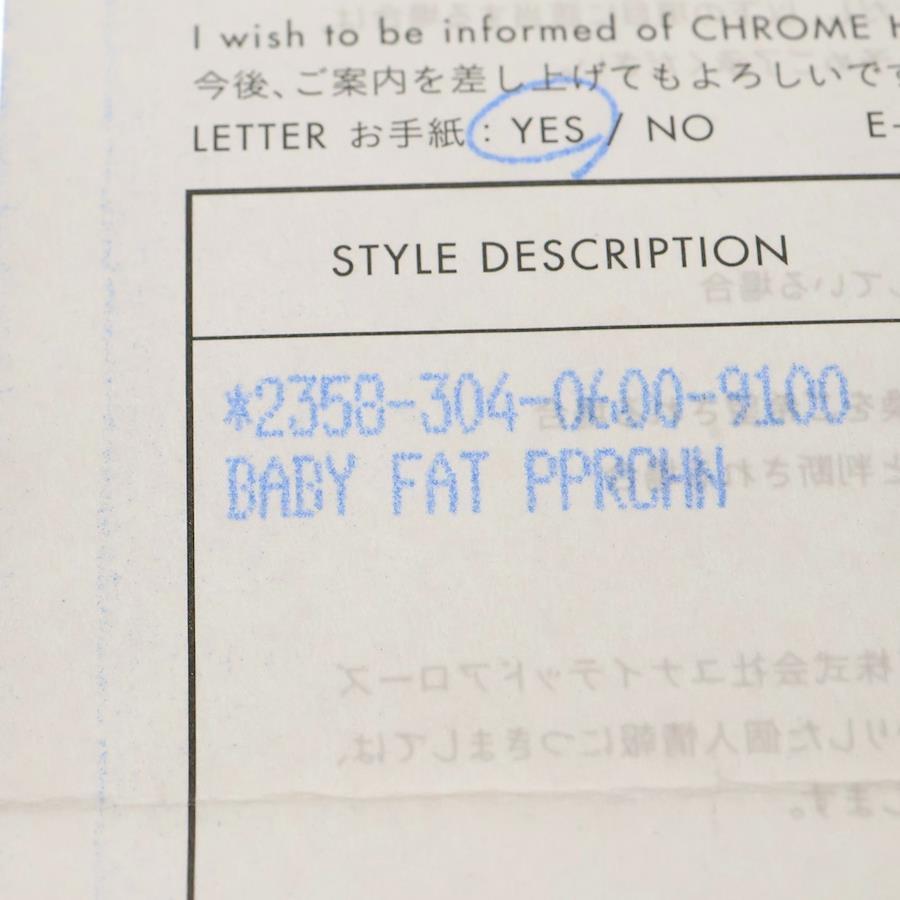 I wish to be informed of CHROME H
今後、ご案内を差し上げてもよろしいです
LETTER お手紙 : YES / NO E-
STYLE DESCRIPTION
*2358-304-0600-9100
BABY FAT PPRCHN